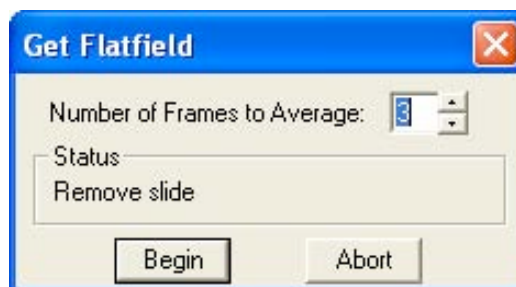 Get Flatfield
Number of Frames to Average: 3
Status
Remove slide
Begin Abort